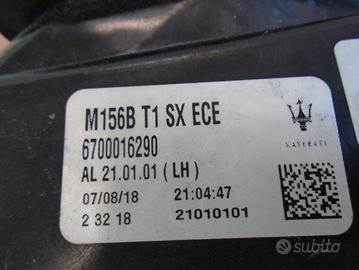 M156B T1 SX ECE
6700016290
AL 21.01.01 ( LH )
07/08/18 21:04:47
2 32 18 21010101
MASERATI
subito